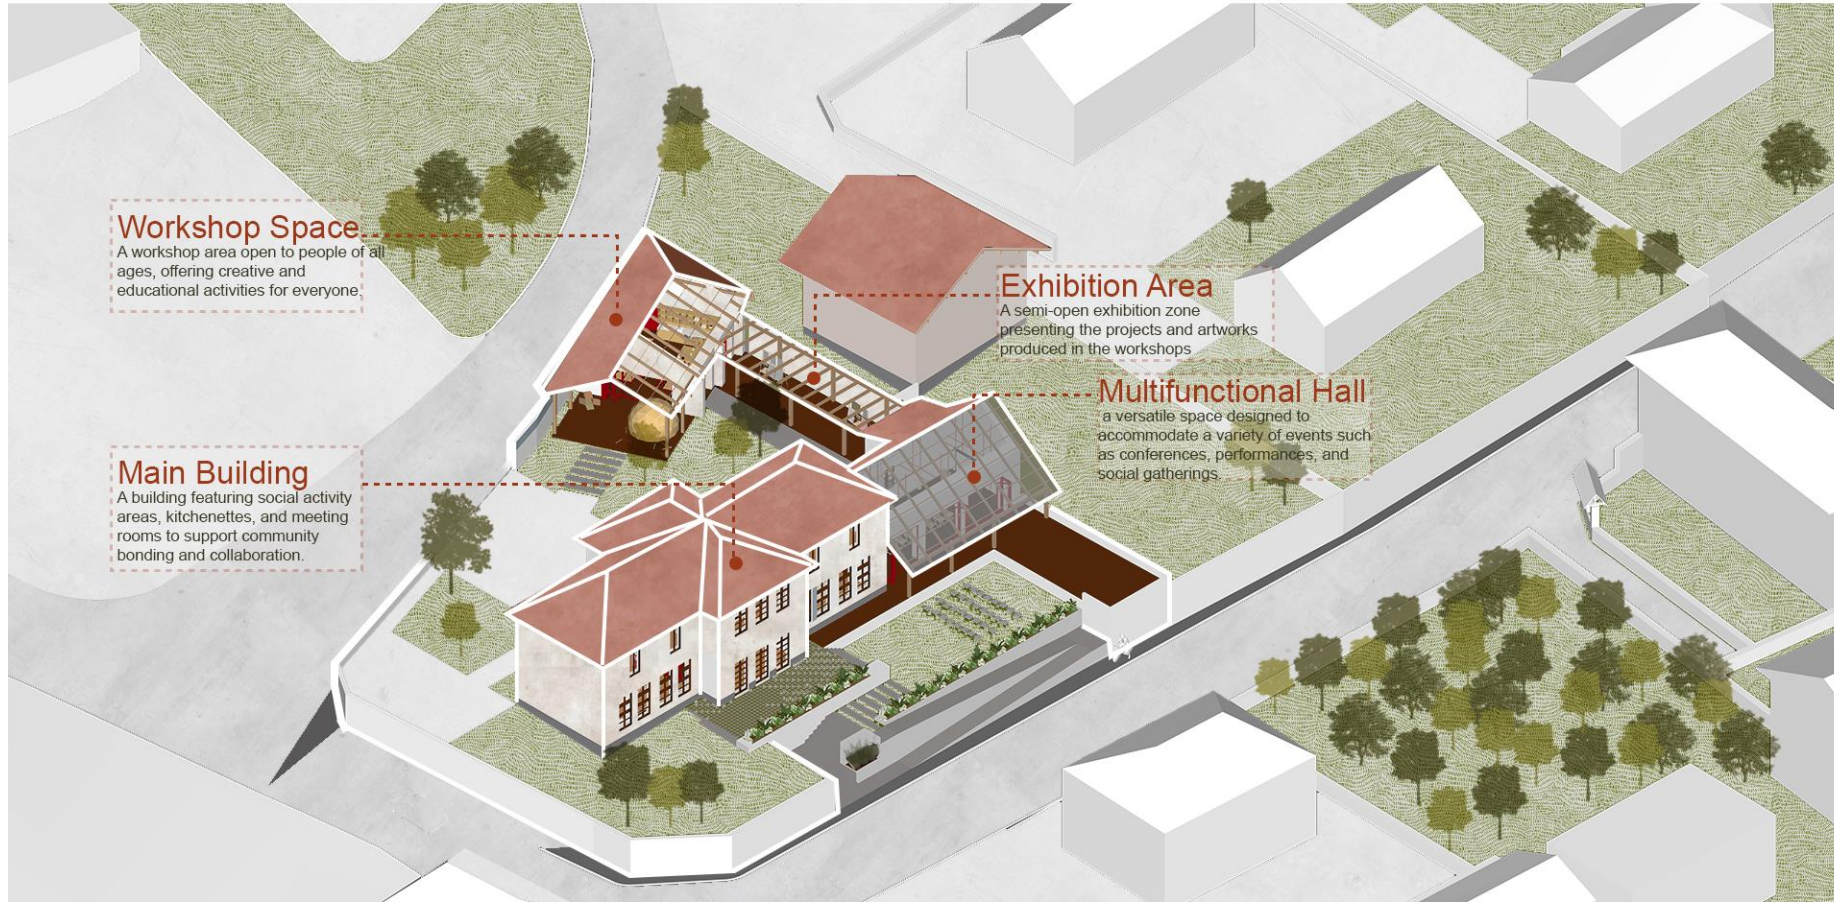 Workshop Space
A workshop area open to people of all
ages, offering creative and
educational activities for everyone.
Main Building
A building featuring social activity
areas, kitchenettes, and meeting
rooms to support community
bonding and collaboration.
Exhibition Area
A semi-open exhibition zone
presenting the projects and artworks
produced in the workshops
Multifunctional Hall
a versatile space designed to
accommodate a variety of events such
as conferences, performances, and
social gatherings.